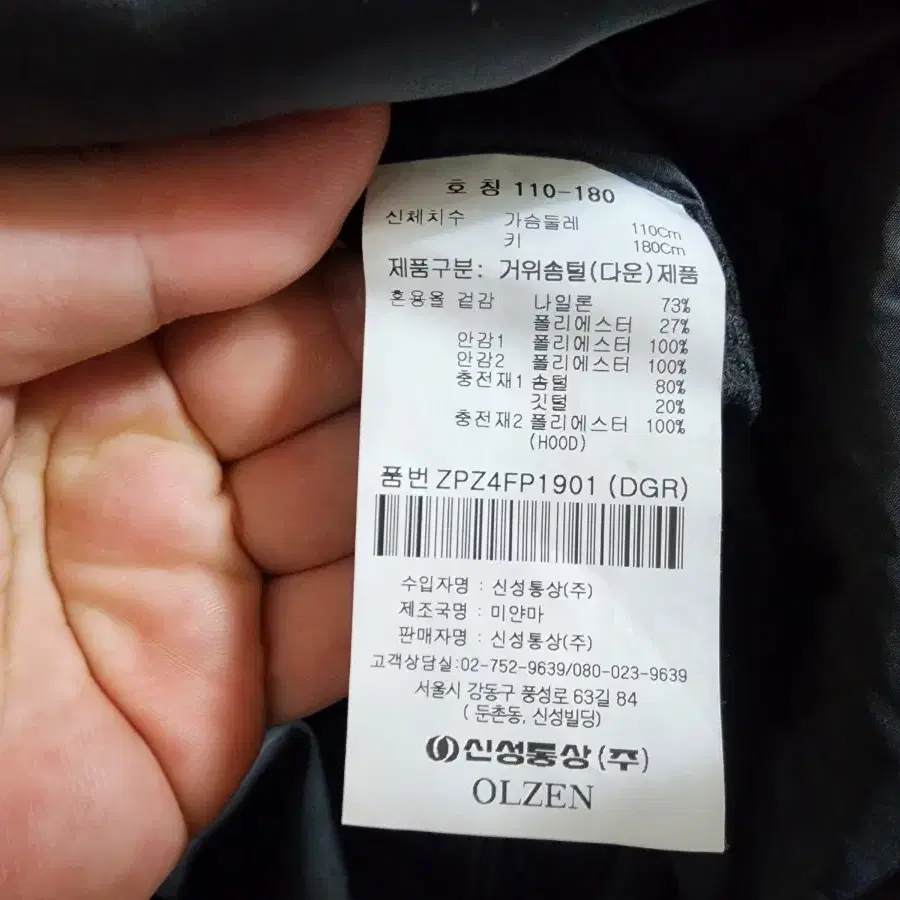 호 칭 110-180
신체치수 가슴둘레 110Cm
키 180Cm
제품구분: 거위솜털(다운)제품
혼용율 겉감 나일론 73%
폴리에스터 27%
안감1 폴리에스터 100%
안감2 폴리에스터 100%
충전재1 솜털 80%
깃털 20%
충전재2 폴리에스터 100%
(HOOD)
품번 ZPZ4FP1901 (DGR)
수입자명 : 신성통상(주)
제조국명 : 미얀마
판매자명 : 신성통상(주)
고객상담실:02-752-9639/080-023-9639
서울시 강동구 풍성로 63길 84
( 둔촌동, 신성빌딩)
신성통상(주)
OLZEN